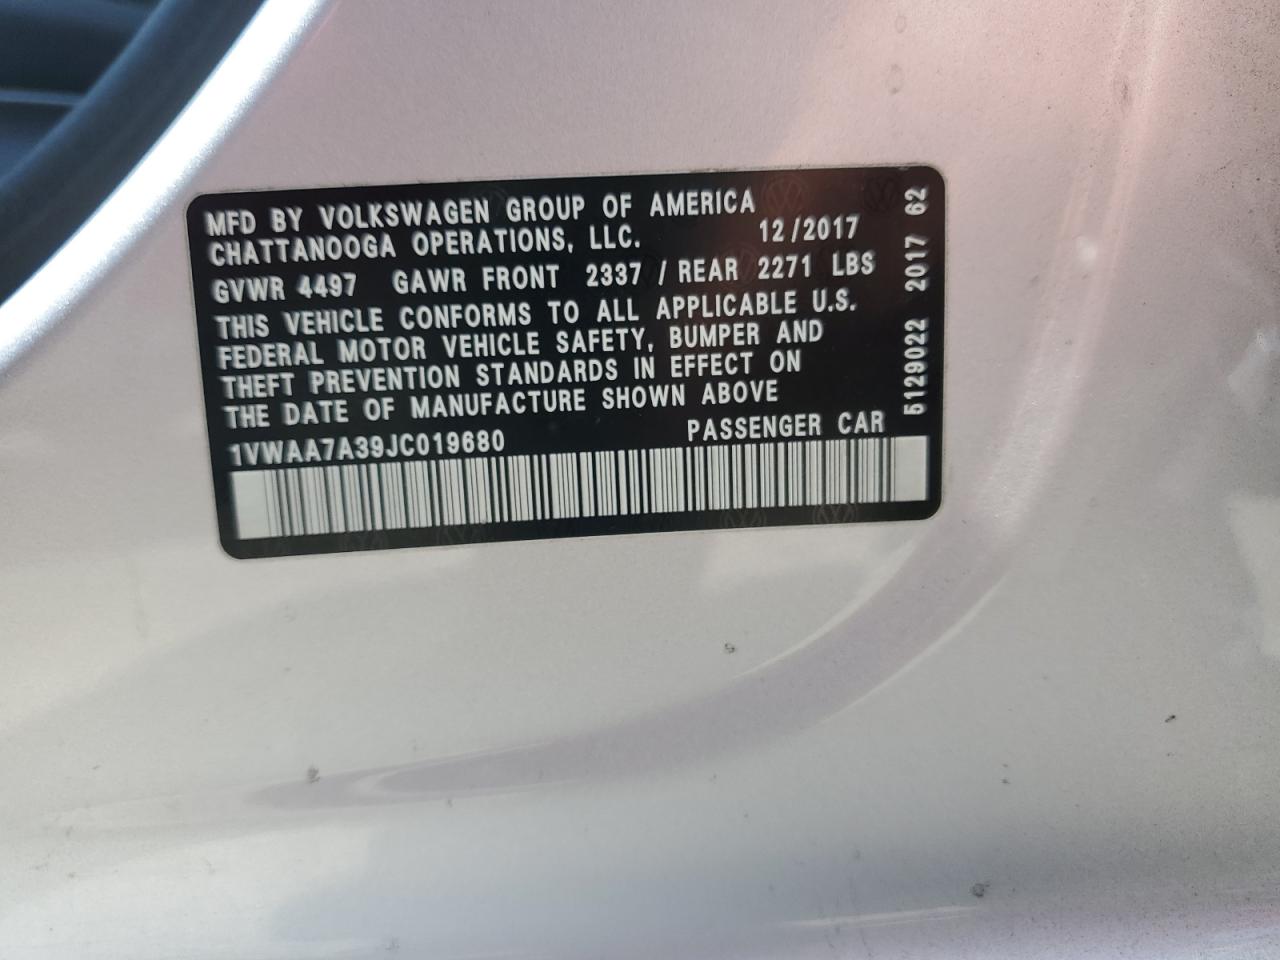 MFD BY VOLKSWAGEN GROUP OF AMERICA
CHATTANOOGA OPERATIONS, LLC. 12/2017
GVWR 4497 GAWR FRONT 2337 / REAR 2271 LBS
THIS VEHICLE CONFORMS TO ALL APPLICABLE U.S.
FEDERAL MOTOR VEHICLE SAFETY, BUMPER AND
THEFT PREVENTION STANDARDS IN EFFECT ON
THE DATE OF MANUFACTURE SHOWN ABOVE
1VWAA7A39JC019680 PASSENGER CAR
5129022 2017 62